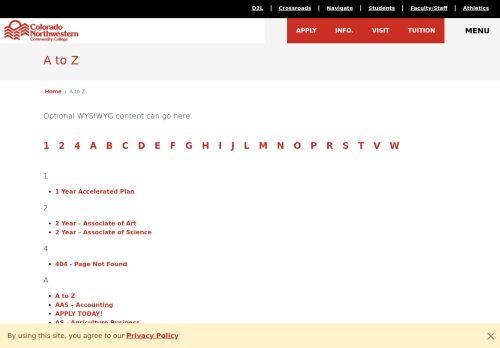 D2L | Crossroads | Navigate | Students | Faculty/Staff | Athletics
Colorado
Northwestern
Community College
APPLY INFO. VISIT TUITION MENU
A to Z
Home / A to Z
Optional WYSIWYG content can go here.
1 2 4 A B C D E F G H I J L M N O P R S T V W
1
• 1 Year Accelerated Plan
2
• 2 Year – Associate of Art
• 2 Year – Associate of Science
4
• 404 - Page Not Found
A
• A to Z
• AAS – Accounting
• APPLY TODAY!
• AS - Agriculture Business
By using this site, you agree to our Privacy Policy